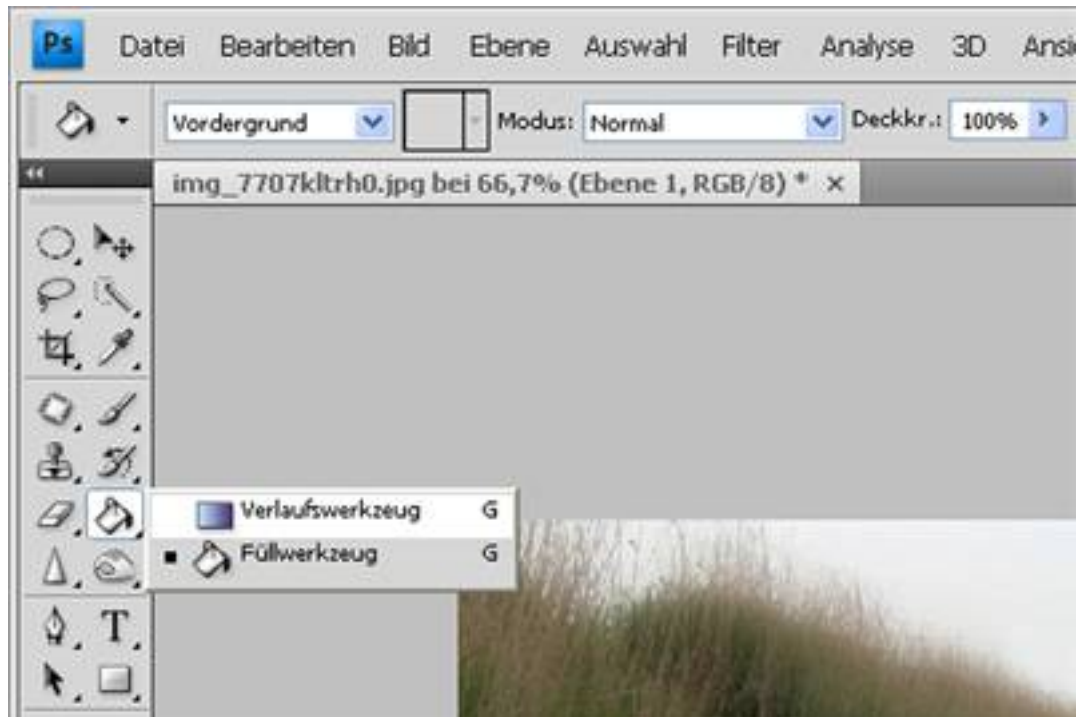 Ps Datei Bearbeiten Bild Ebene Auswahl Filter Analyse 3D Ansi
Vordergrund Modus: Normal Deckkr.: 100%
img_7707kltrh0.jpg bei 66,7% (Ebene 1, RGB/8) * ×
Verlaufswerkzeug G
Füllwerkzeug G
T